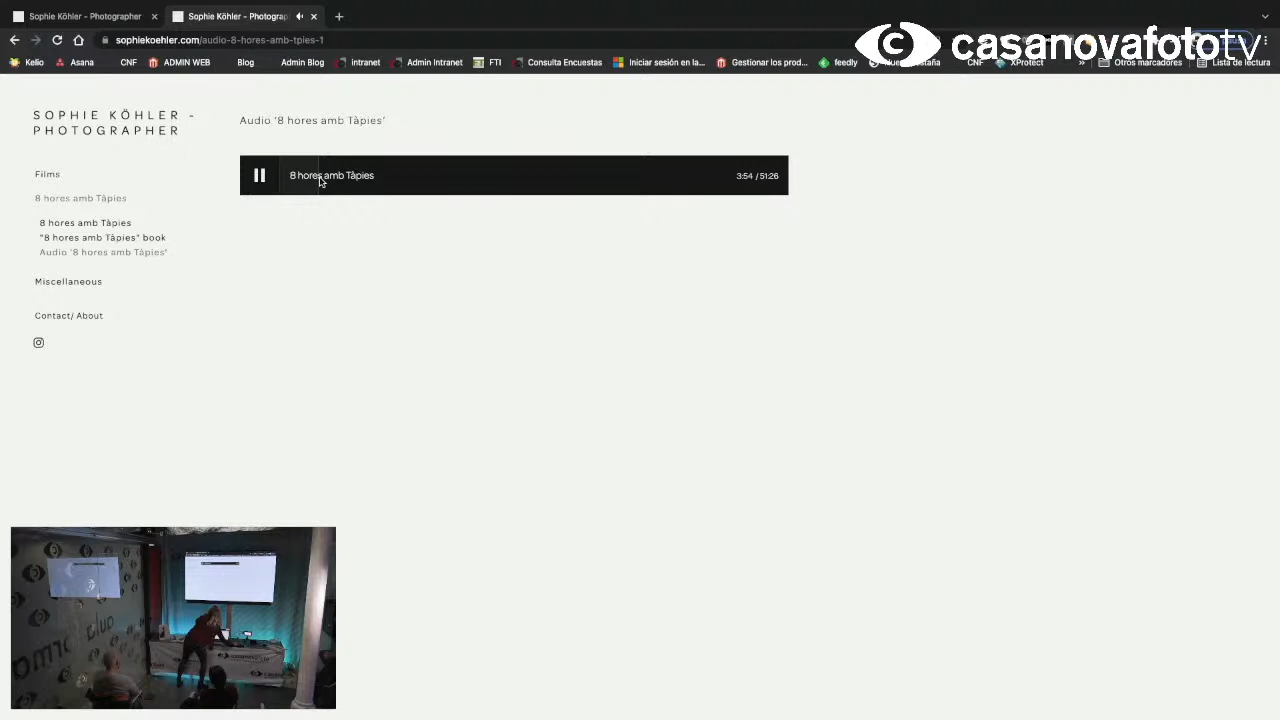 Sophie Köhler - Photographer
Sophie Köhler - Photograp
sophiekoehler.com/audio-8-hores-amb-tpies-1
casanovafototv
Kelio
Asana
CNF
ADMIN WEB
Blog
Admin Blog
intranet
Admin Intranet
FTI
Consulta Encuestas
Iniciar sesión en la...
Gestionar los prod...
feedly
CNF
XProtect
»
Otros marcadores
Lista de lectura
SOPHIE KÖHLER -
PHOTOGRAPHER
Audio '8 hores amb Tàpies'
8 hores amb Tàpies
3:54 / 51:26
Films
8 hores amb Tàpies
8 hores amb Tàpies
"8 hores amb Tàpies" book
Audio '8 hores amb Tàpies'
Miscellaneous
Contact/ About